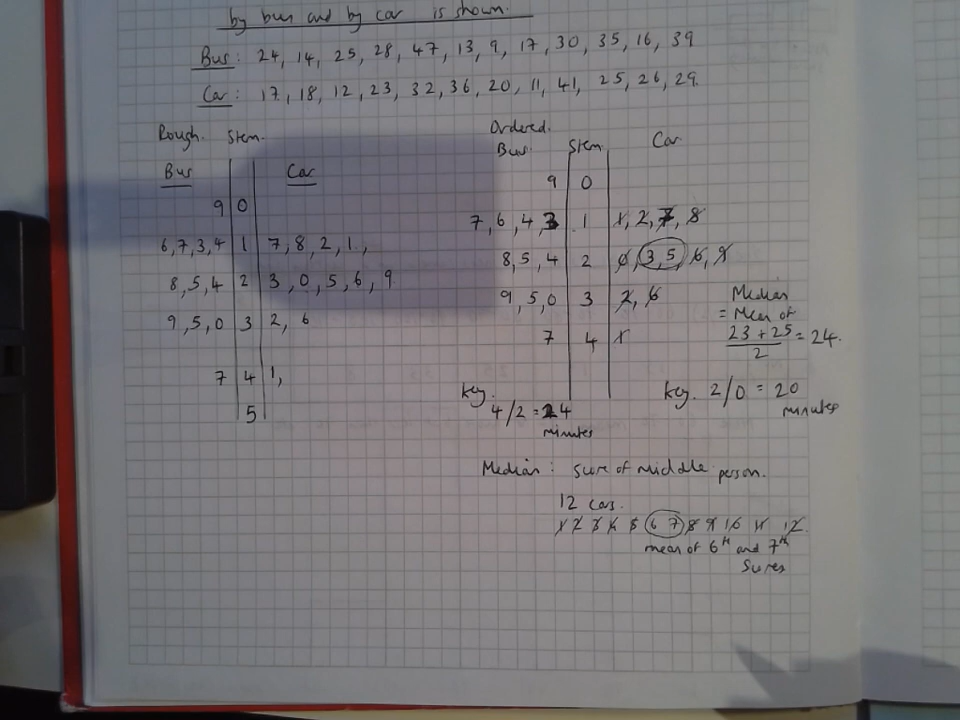 by bus and by car is shown.
Bus: 24, 14, 25, 28, 47, 13, 9, 17, 30, 35, 16, 39
Car: 17, 18, 12, 23, 32, 36, 20, 11, 41, 25, 26, 29.
Rough. Stem.
Bus Car
9 0
6,7,3,4 1 7, 8, 2, 1,
8,5,4 2 3, 0, 5, 6, 9
9,5,0 3 2, 6
7 4 1,
5
Ordered.
Bus. Stem Car
9 0
7, 6, 4, 3 1 1, 2, 7, 8
8, 5, 4 2 0, 3, 5, 6, 9
9, 5, 0 3 2, 6
7 4 1
Median
= Mean of
23 + 25 = 24.
2
key.
4/2 = 24
minutes
key. 2/0 = 20
minutes
Median: score of middle person.
12 cars.
1 2 3 4 5 6 7 8 9 10 11 12.
mean of 6th and 7th
scores